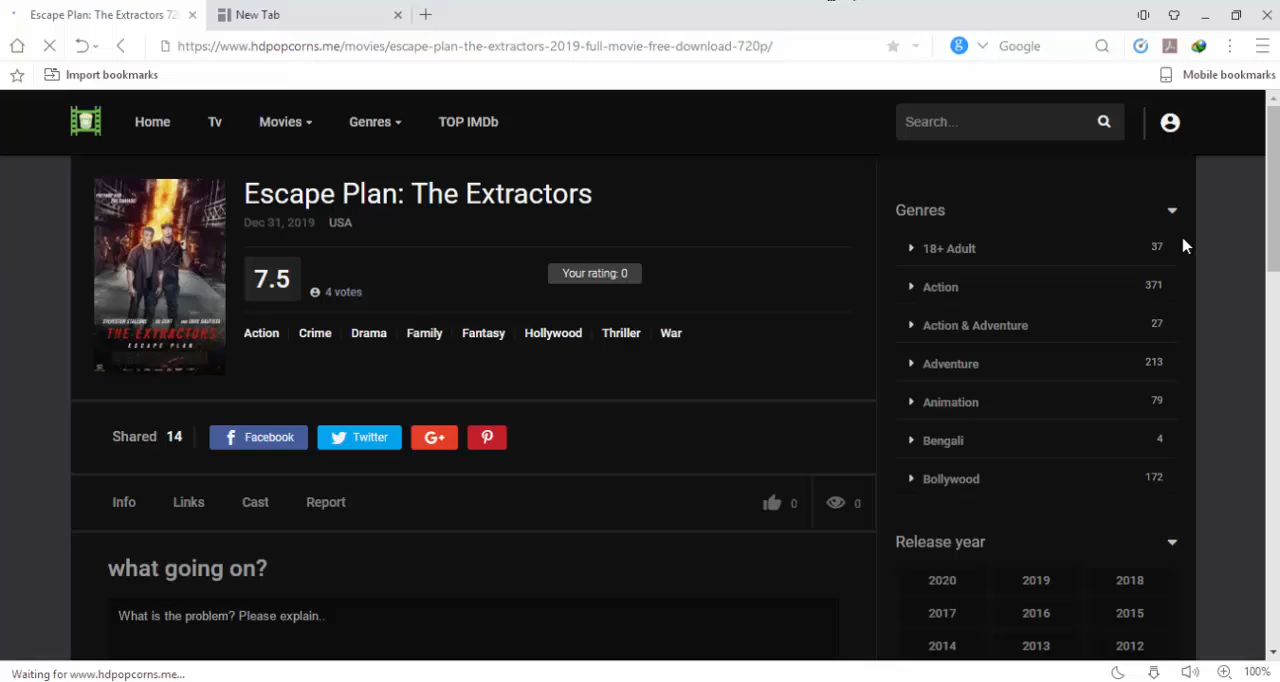 Escape Plan: The Extractors 72
New Tab
https://www.hdpopcorns.me/movies/escape-plan-the-extractors-2019-full-movie-free-download-720p/
Google
Import bookmarks
Mobile bookmarks
Home Tv Movies Genres TOP IMDb
Search...
Escape Plan: The Extractors
Dec 31, 2019 USA
7.5
4 votes
Your rating: 0
Action Crime Drama Family Fantasy Hollywood Thriller War
THE EXTRACTORS
ESCAPE PLAN
Shared 14
Facebook
Twitter
G+
Info Links Cast Report
0
0
what going on?
What is the problem? Please explain..
Genres
18+ Adult 37
Action 371
Action & Adventure 27
Adventure 213
Animation 79
Bengali 4
Bollywood 172
Release year
2020 2019 2018
2017 2016 2015
2014 2013 2012
Waiting for www.hdpopcorns.me...
100%